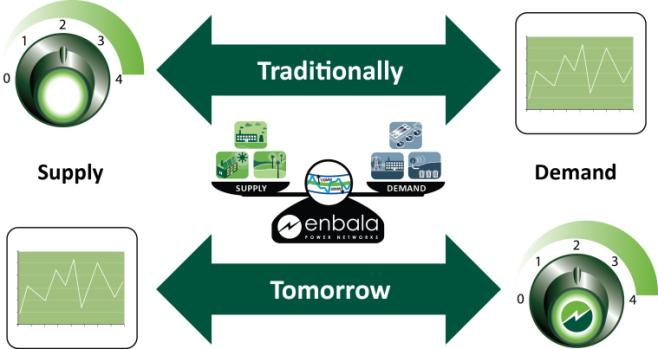 0 1 2 3 4
Traditionally
Supply
SUPPLY
DEMAND
enbala
POWER NETWORKS
Demand
Tomorrow
0 1 2 3 4